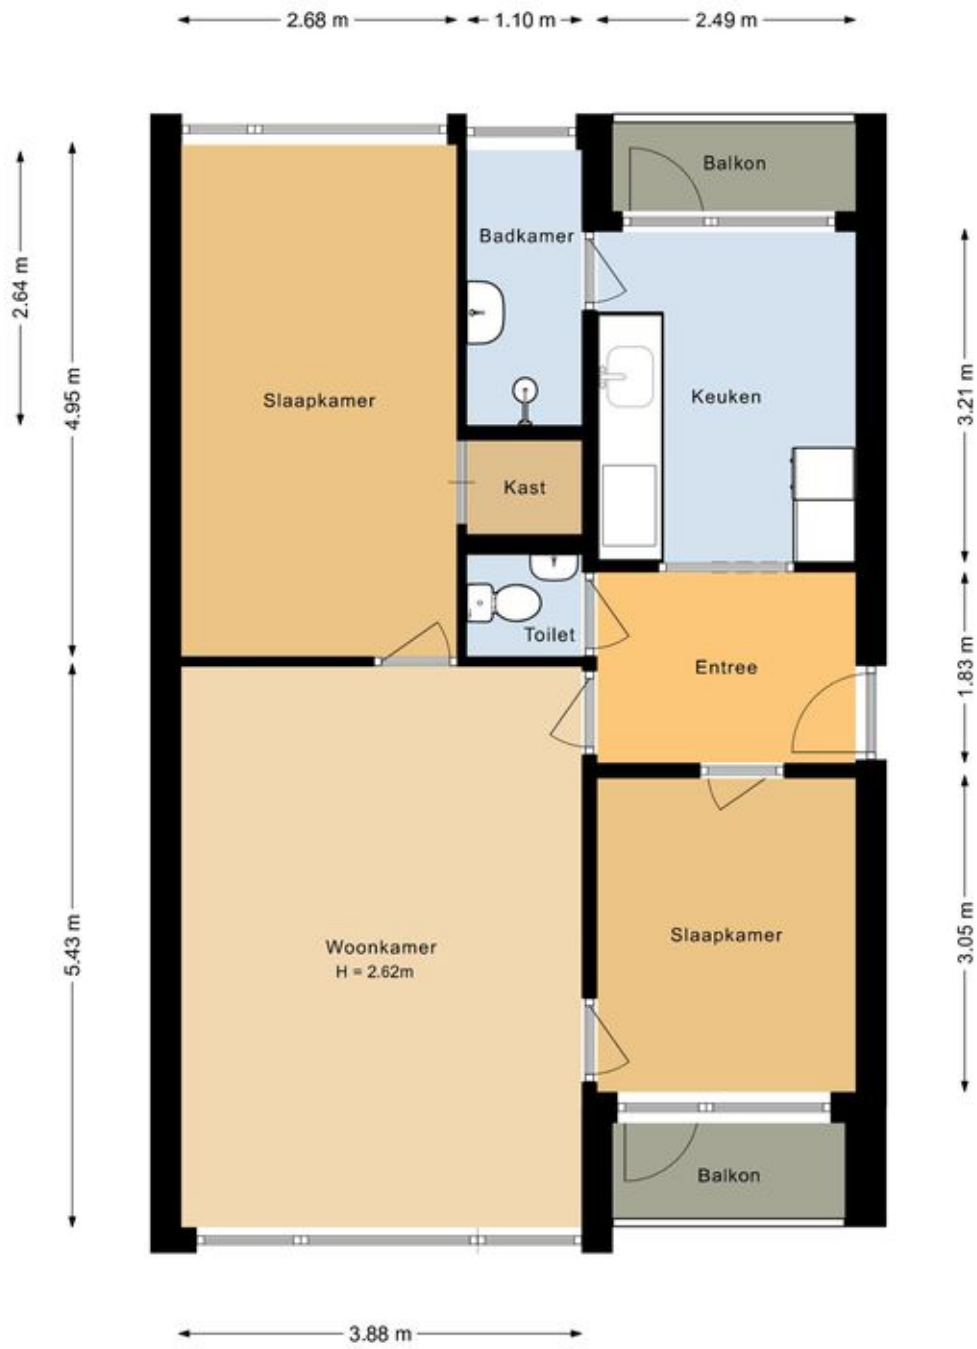 2.68 m
1.10 m
2.49 m
Balkon
Badkamer
2.64 m
4.95 m
3.21 m
Slaapkamer
Keuken
Kast
Toilet
Entree
1.83 m
Slaapkamer
Woonkamer
H = 2.62m
5.43 m
3.05 m
Balkon
3.88 m